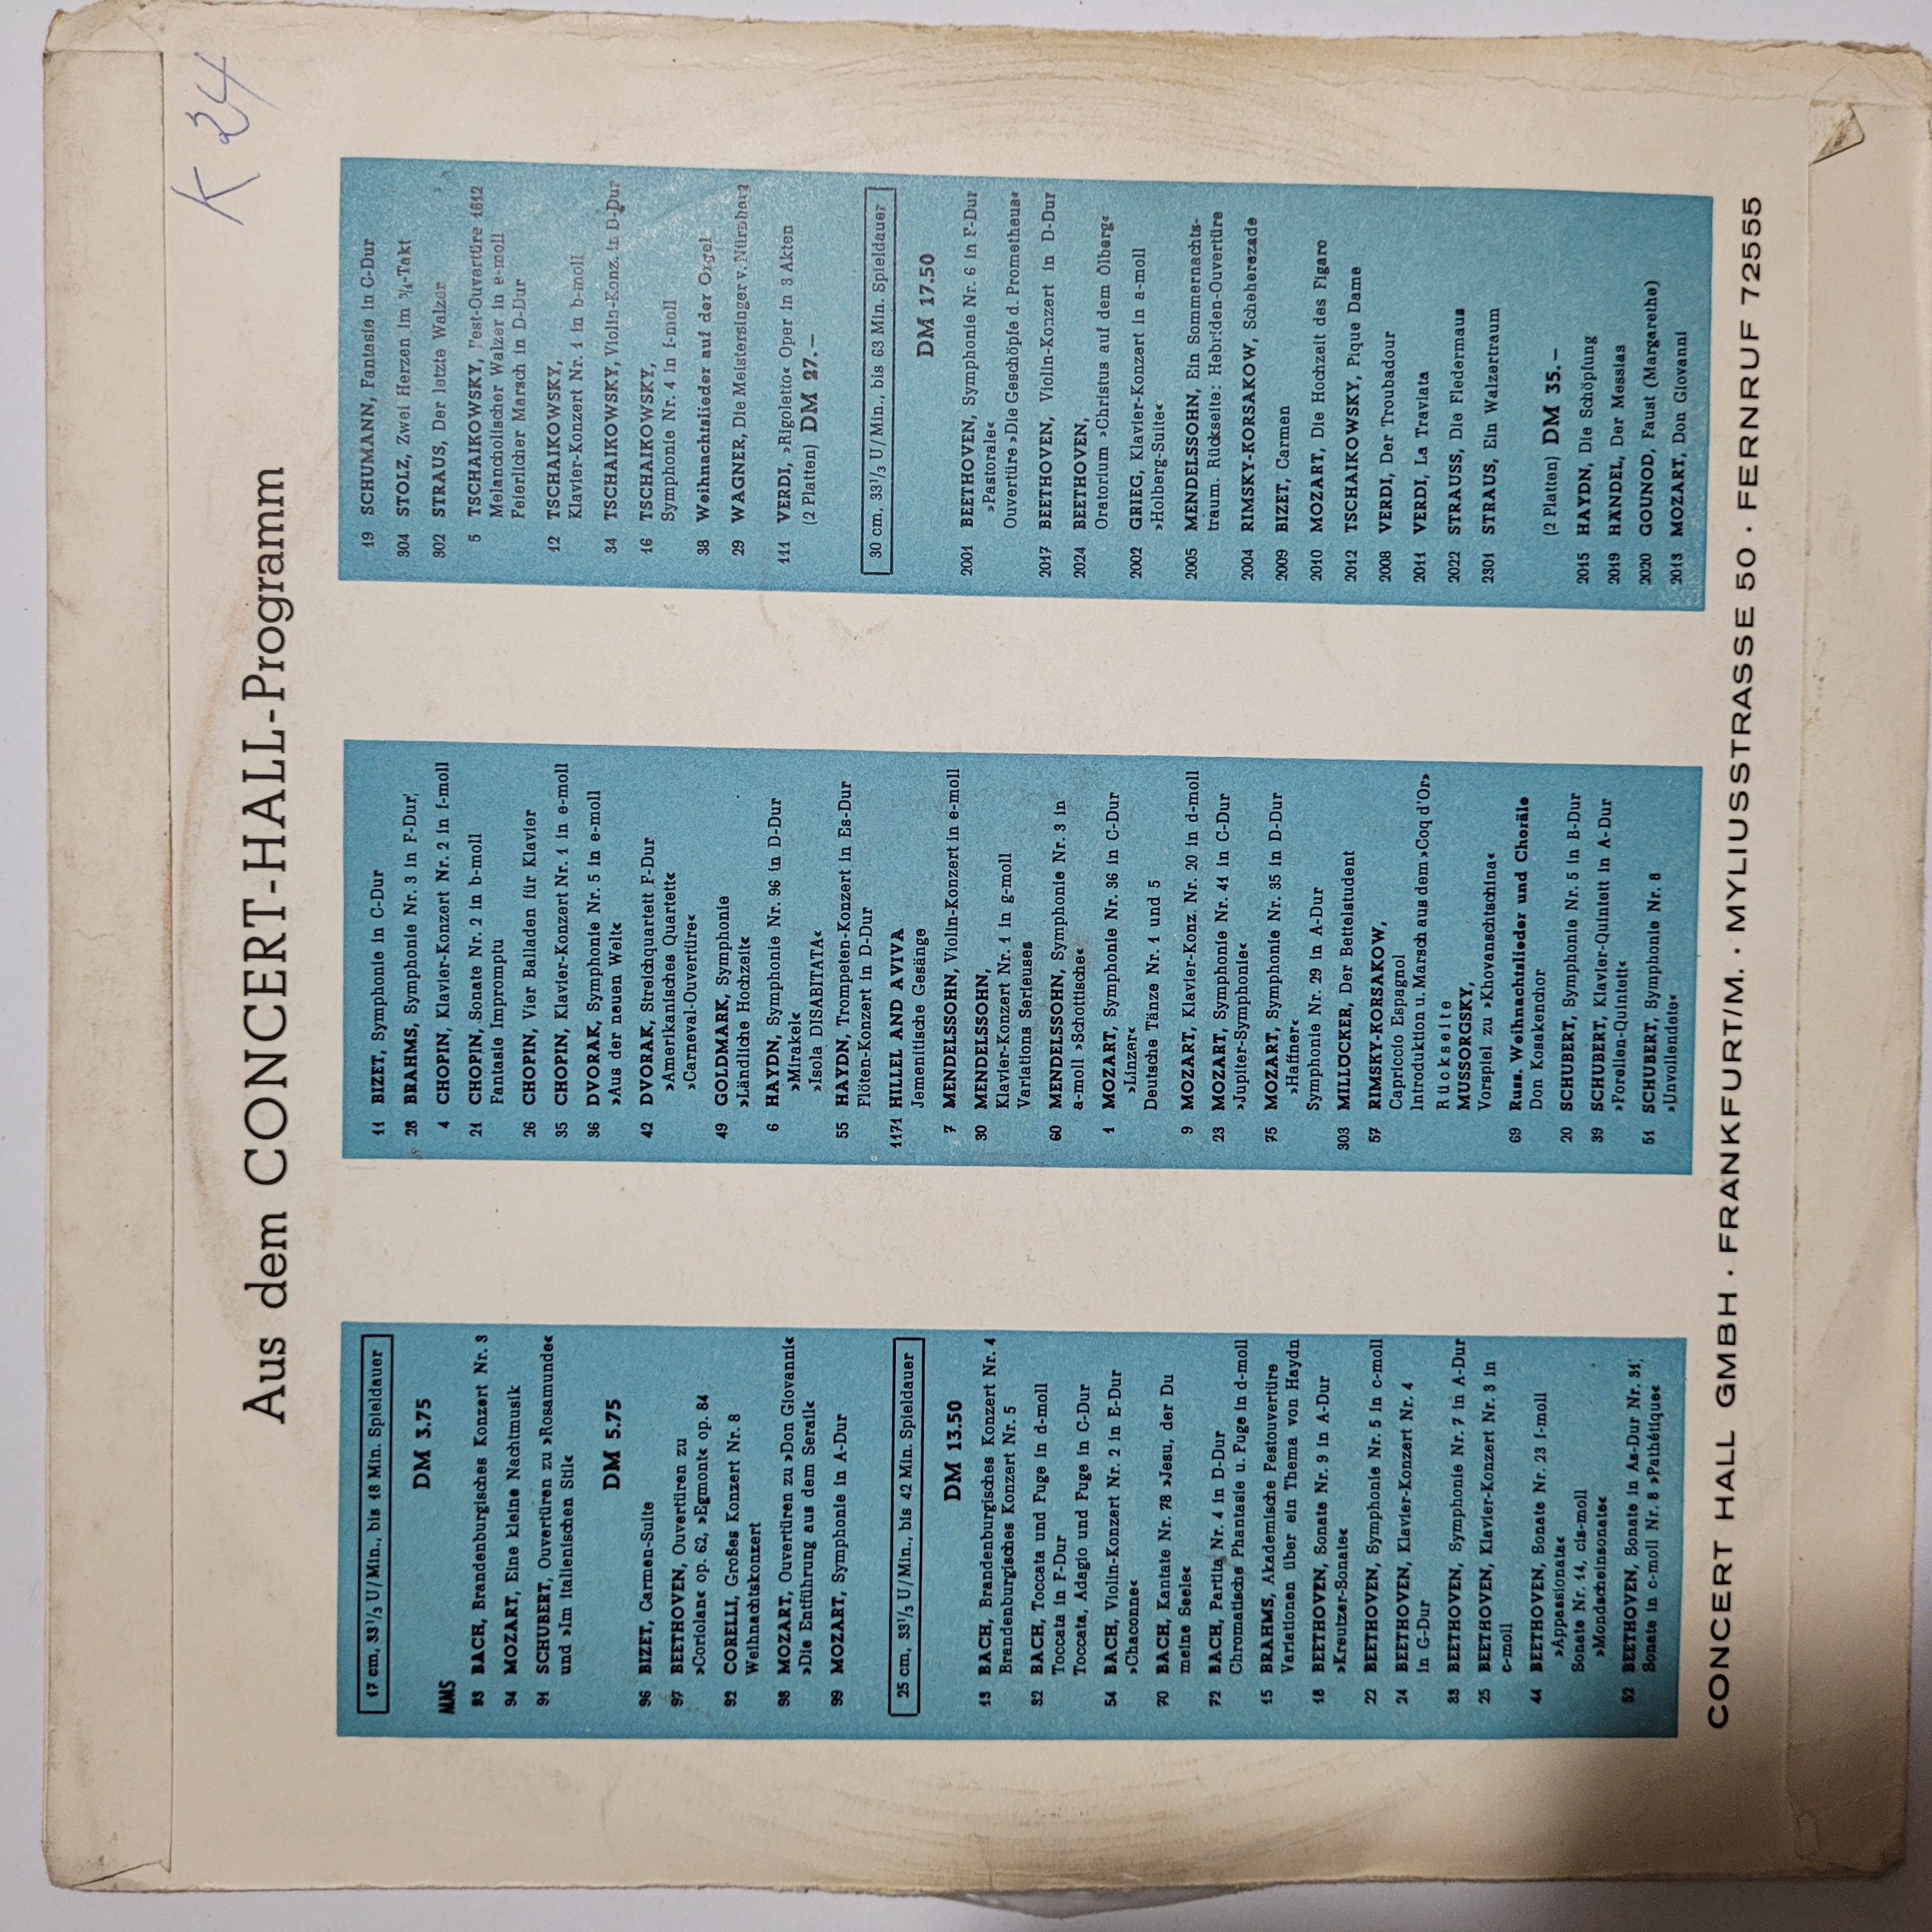 K 34
Aus dem CONCERT-HALL-Programm
17 cm, 33¹/₃ U/Min., bis 18 Min. Spieldauer
DM 3.75
MMS
93 BACH, Brandenburgisches Konzert Nr. 3
94 MOZART, Eine kleine Nachtmusik
91 SCHUBERT, Ouvertüren zu »Rosamunde«
und »Im italienischen Stil«
DM 5.75
96 BIZET, Carmen-Suite
97 BEETHOVEN, Ouvertüren zu
»Coriolan« op. 62, »Egmont« op. 84
92 CORELLI, Großes Konzert Nr. 8
Weihnachtskonzert
98 MOZART, Ouvertüren zu »Don Giovanni«
»Die Entführung aus dem Serail«
99 MOZART, Symphonie in A-Dur
25 cm, 33¹/₃ U/Min., bis 42 Min. Spieldauer
DM 13.50
13 BACH, Brandenburgisches Konzert Nr. 4
Brandenburgisches Konzert Nr. 5
32 BACH, Toccata und Fuge in d-moll
Toccata in F-Dur
Toccata, Adagio und Fuge in C-Dur
54 BACH, Violin-Konzert Nr. 2 in E-Dur
»Chaconne«
70 BACH, Kantate Nr. 78 »Jesu, der Du
meine Seele«
72 BACH, Partita Nr. 4 in D-Dur
Chromatische Phantasie u. Fuge in d-moll
15 BRAHMS, Akademische Festouvertüre
Variationen über ein Thema von Haydn
18 BEETHOVEN, Sonate Nr. 9 in A-Dur
»Kreutzer-Sonate«
22 BEETHOVEN, Symphonie Nr. 5 in c-moll
24 BEETHOVEN, Klavier-Konzert Nr. 4
in G-Dur
33 BEETHOVEN, Symphonie Nr. 7 in A-Dur
25 BEETHOVEN, Klavier-Konzert Nr. 3 in
c-moll
44 BEETHOVEN, Sonate Nr. 23 f-moll
»Appassionata«
Sonate Nr. 14, cis-moll
»Mondscheinsonate«
52 BEETHOVEN, Sonate in As-Dur Nr. 31,
Sonate in c-moll Nr. 8 »Pathétique«
11 BIZET, Symphonie in C-Dur
28 BRAHMS, Symphonie Nr. 3 in F-Dur
4 CHOPIN, Klavier-Konzert Nr. 2 in f-moll
21 CHOPIN, Sonate Nr. 2 in b-moll
Fantasie Impromptu
26 CHOPIN, Vier Balladen für Klavier
35 CHOPIN, Klavier-Konzert Nr. 1 in e-moll
36 DVORAK, Symphonie Nr. 5 in e-moll
»Aus der neuen Welt«
42 DVORAK, Streichquartett F-Dur
»Amerikanisches Quartett«
»Carneval-Ouvertüre«
49 GOLDMARK, Symphonie
»Ländliche Hochzeit«
6 HAYDN, Symphonie Nr. 96 in D-Dur
»Mirakel«
»Isola DISABITATA«
55 HAYDN, Trompeten-Konzert in Es-Dur
Flöten-Konzert in D-Dur
1171 HILLEL AND AVIVA
Jemenitische Gesänge
7 MENDELSSOHN, Violin-Konzert in e-moll
30 MENDELSSOHN,
Klavier-Konzert Nr. 1 in g-moll
Variations Serieuses
60 MENDELSSOHN, Symphonie Nr. 3 in
a-moll »Schottische«
1 MOZART, Symphonie Nr. 36 in C-Dur
»Linzer«
Deutsche Tänze Nr. 1 und 5
9 MOZART, Klavier-Konz. Nr. 20 in d-moll
23 MOZART, Symphonie Nr. 41 in C-Dur
»Jupiter-Symphonie«
75 MOZART, Symphonie Nr. 35 in D-Dur
»Haffner«
Symphonie Nr. 29 in A-Dur
303 MILLOCKER, Der Bettelstudent
57 RIMSKY-KORSAKOW,
Capriccio Espagnol
Introduktion u. Marsch aus dem »Coq d'Or»
Rückseite
MUSSORGSKY,
Vorspiel zu »Khovanschtschina«
69 Russ. Weihnachtslieder und Choräle
Don Kosakenchor
20 SCHUBERT, Symphonie Nr. 5 in B-Dur
39 SCHUBERT, Klavier-Quintett in A-Dur
»Forellen-Quintett«
51 SCHUBERT, Symphonie Nr. 8
»Unvollendete«
19 SCHUMANN, Fantasie in C-Dur
304 STOLZ, Zwei Herzen im ³/₄-Takt
302 STRAUS, Der letzte Walzer
5 TSCHAIKOWSKY, Fest-Ouvertüre 1812
Melancholischer Walzer in e-moll
Feierlicher Marsch in D-Dur
12 TSCHAIKOWSKY,
Klavier-Konzert Nr. 1 in b-moll
34 TSCHAIKOWSKY, Violin-Konz. in D-Dur
16 TSCHAIKOWSKY,
Symphonie Nr. 4 in f-moll
38 Weihnachtslieder auf der Orgel
29 WAGNER, Die Meistersinger v. Nürnberg
111 VERDI, »Rigoletto« Oper in 3 Akten
(2 Platten) DM 27.—
30 cm, 33¹/₃ U/Min., bis 63 Min. Spieldauer
DM 17.50
2001 BEETHOVEN, Symphonie Nr. 6 in F-Dur
»Pastorale«
Ouvertüre »Die Geschöpfe d. Prometheus«
2017 BEETHOVEN, Violin-Konzert in D-Dur
2024 BEETHOVEN,
Oratorium »Christus auf dem Ölberg«
2002 GRIEG, Klavier-Konzert in a-moll
»Holberg-Suite«
2005 MENDELSSOHN, Ein Sommernachts-
traum. Rückseite: Hebriden-Ouvertüre
2004 RIMSKY-KORSAKOW, Scheherezade
2009 BIZET, Carmen
2010 MOZART, Die Hochzeit des Figaro
2012 TSCHAIKOWSKY, Pique Dame
2008 VERDI, Der Troubadour
2011 VERDI, La Traviata
2022 STRAUSS, Die Fledermaus
2301 STRAUS, Ein Walzertraum
(2 Platten) DM 35.—
2015 HAYDN, Die Schöpfung
2019 HÄNDEL, Der Messias
2020 GOUNOD, Faust (Margarethe)
2013 MOZART, Don Giovanni
CONCERT HALL GMBH · FRANKFURT/M. · MYLIUSSTRASSE 50 · FERNRUF 72555